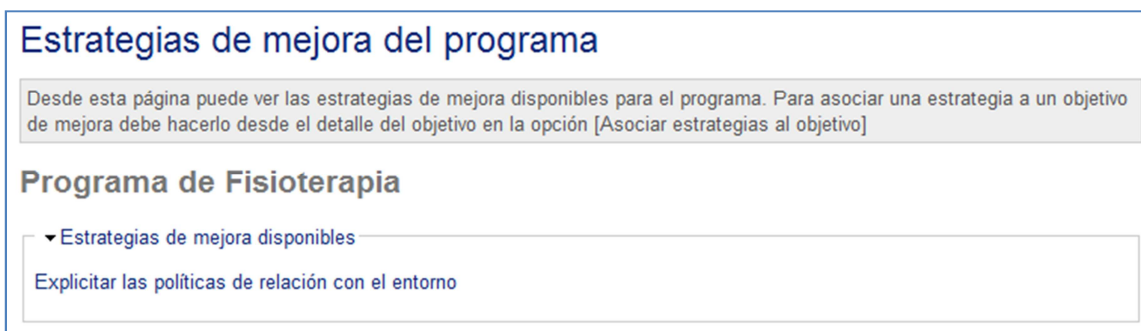 Estrategias de mejora del programa
Desde esta página puede ver las estrategias de mejora disponibles para el programa. Para asociar una estrategia a un objetivo
de mejora debe hacerlo desde el detalle del objetivo en la opción [Asociar estrategias al objetivo]
Programa de Fisioterapia
Estrategias de mejora disponibles
Explicitar las políticas de relación con el entorno